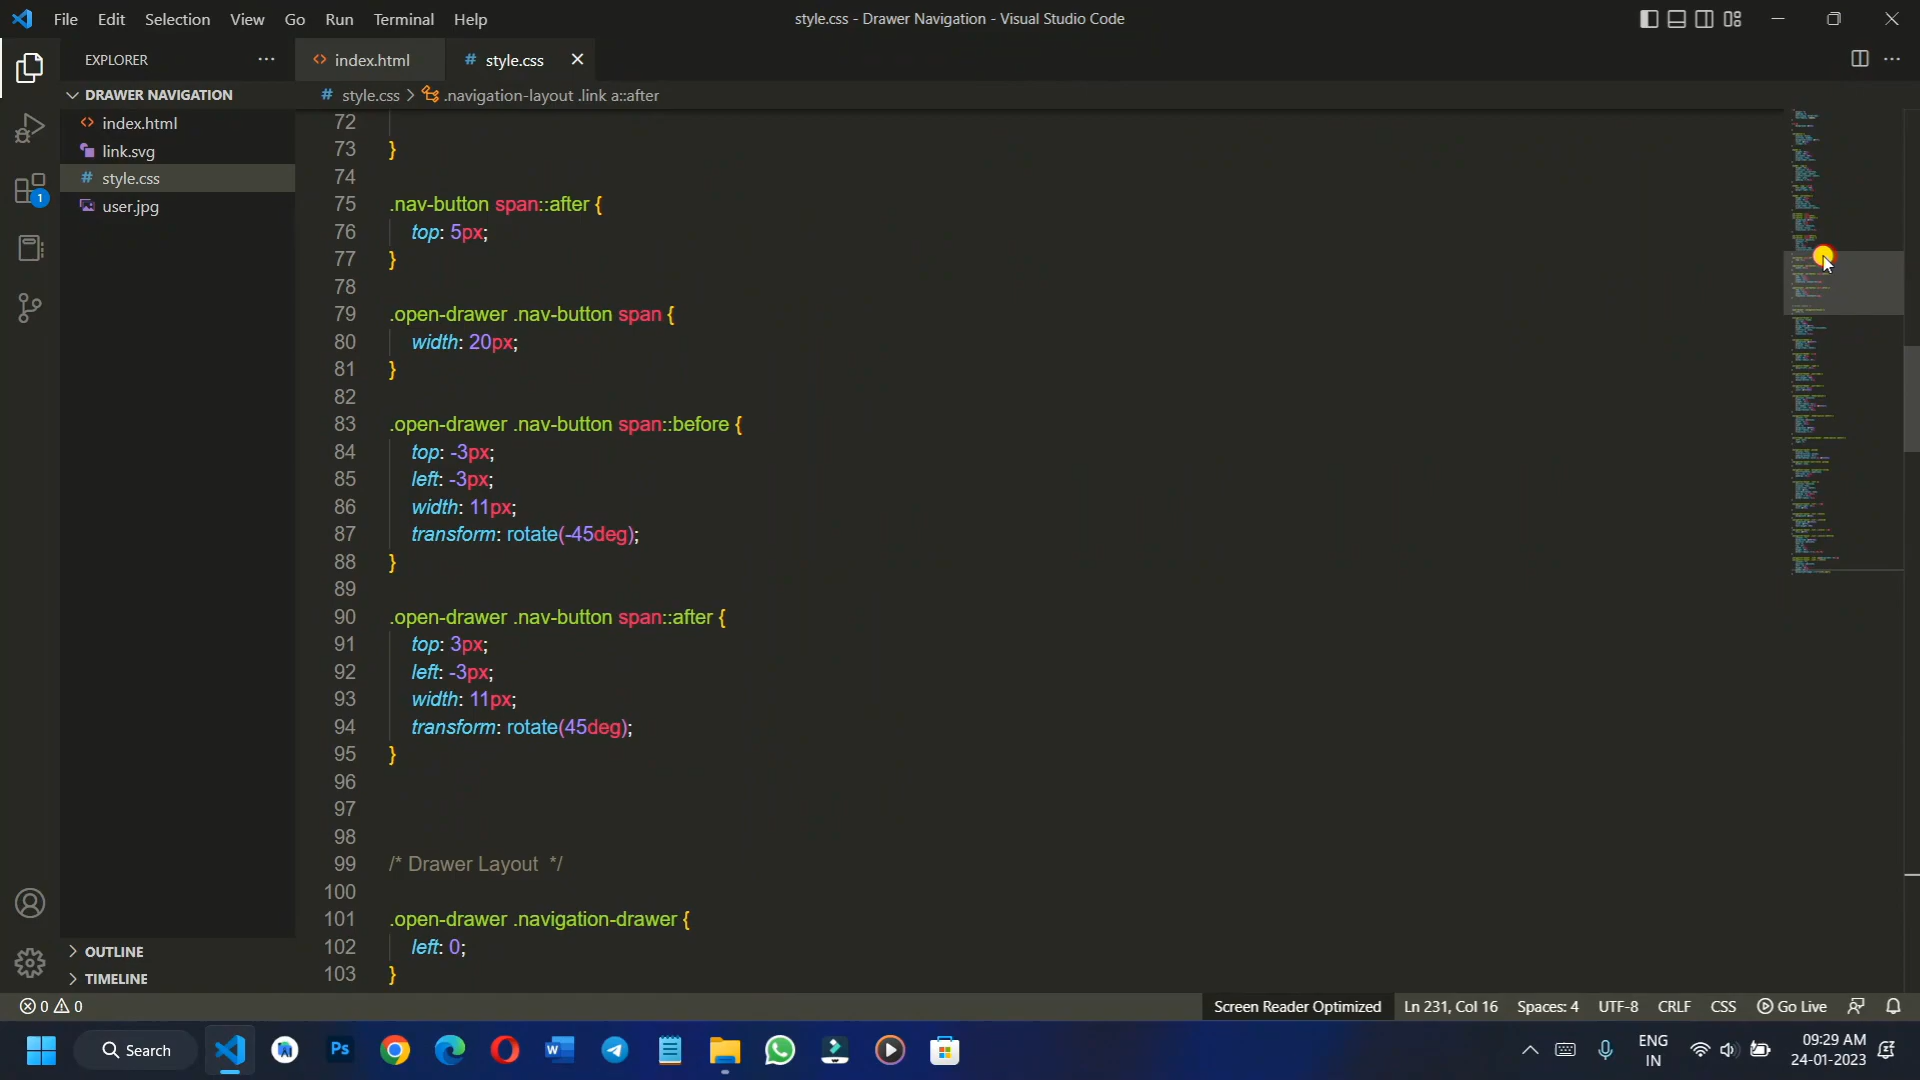 File Edit Selection View Go Run Terminal Help
style.css - Drawer Navigation - Visual Studio Code
EXPLORER
index.html
# style.css
DRAWER NAVIGATION
index.html
link.svg
# style.css
user.jpg
OUTLINE
TIMELINE
1
# style.css > .navigation-layout .link a::after
72
73 }
74
75 .nav-button span::after {
76 top: 5px;
77 }
78
79 .open-drawer .nav-button span {
80 width: 20px;
81 }
82
83 .open-drawer .nav-button span::before {
84 top: -3px;
85 left: -3px;
86 width: 11px;
87 transform: rotate(-45deg);
88 }
89
90 .open-drawer .nav-button span::after {
91 top: 3px;
92 left: -3px;
93 width: 11px;
94 transform: rotate(45deg);
95 }
96
97
98
99 /* Drawer Layout */
100
101 .open-drawer .navigation-drawer {
102 left: 0;
103 }
0 0
Screen Reader Optimized
Ln 231, Col 16
Spaces: 4
UTF-8
CRLF
CSS
Go Live
Search
Ps
ENG
IN
09:29 AM
24-01-2023